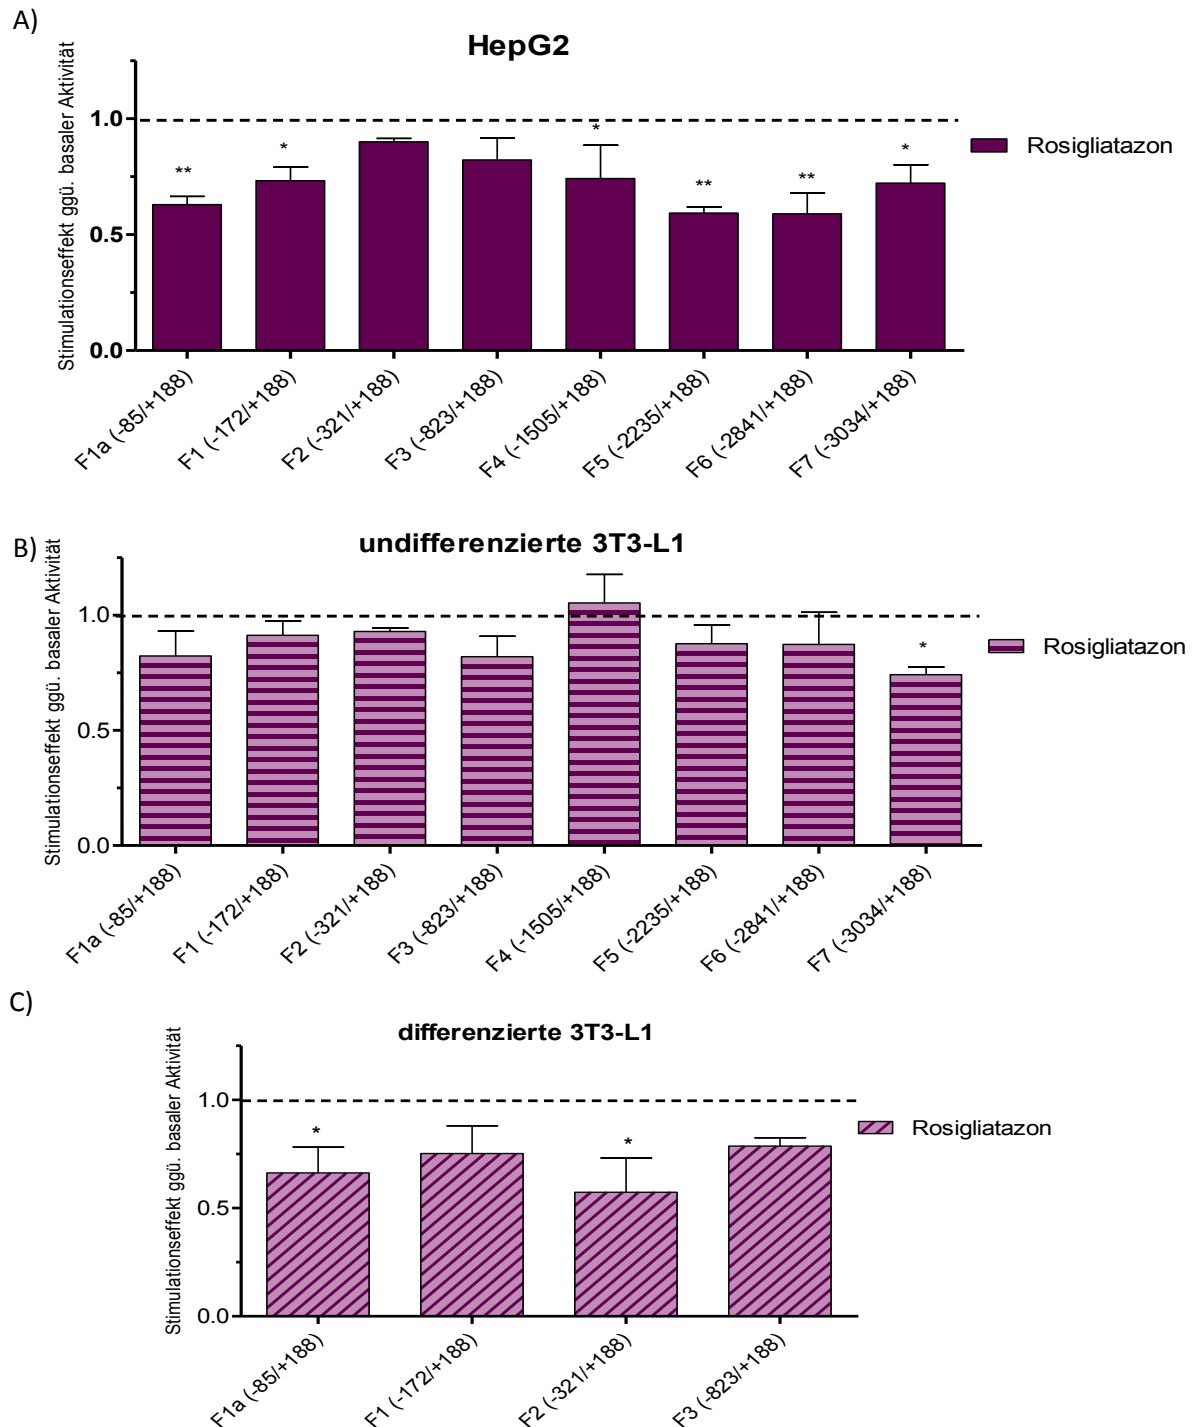 A)
HepG2
Stimulationseffekt ggü. basaler Aktivität
1.0
0.5
0.0
** * * ** ** *
Rosigliatazon
F1a (-85/+188)
F1 (-172/+188)
F2 (-321/+188)
F3 (-823/+188)
F4 (-1505/+188)
F5 (-2235/+188)
F6 (-2841/+188)
F7 (-3034/+188)
B)
undifferenzierte 3T3-L1
Stimulationseffekt ggü. basaler Aktivität
1.0
0.5
0.0
*
Rosigliatazon
F1a (-85/+188)
F1 (-172/+188)
F2 (-321/+188)
F3 (-823/+188)
F4 (-1505/+188)
F5 (-2235/+188)
F6 (-2841/+188)
F7 (-3034/+188)
C)
differenzierte 3T3-L1
Stimulationseffekt ggü. basaler Aktivität
1.0
0.5
0.0
* *
Rosigliatazon
F1a (-85/+188)
F1 (-172/+188)
F2 (-321/+188)
F3 (-823/+188)